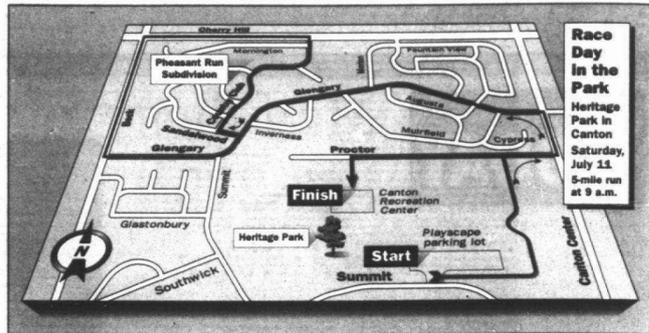 Cherry Hill
Mornington
Pheasant Run
Subdivision
Fountain View
Glengary
Augusta
Beck
Sandalwood
Inverness
Muirfield
Cypress
Glengary
Proctor
Summit
Finish
Canton
Recreation
Center
Glastonbury
Heritage Park
Playscape
parking lot
Start
Summit
Southwick
Canton Center
N
Race
Day
in the
Park
Heritage
Park in
Canton
Saturday,
July 11
5-mile run
at 9 a.m.